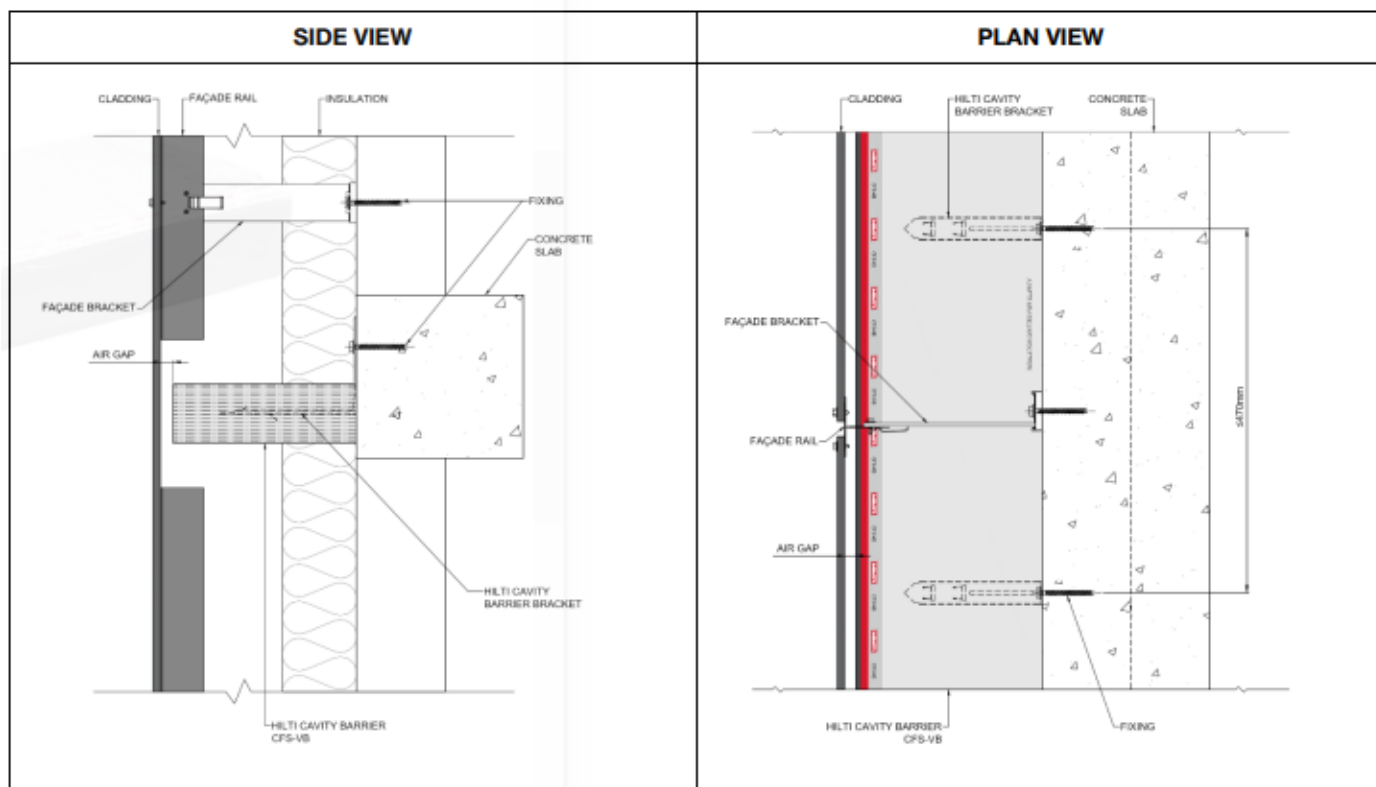 SIDE VIEW
PLAN VIEW
CLADDING
FAÇADE RAIL
INSULATION
FIXING
CONCRETE
SLAB
FAÇADE BRACKET
AIR GAP
HILTI CAVITY
BARRIER BRACKET
HILTI CAVITY BARRIER
CFS-VB
CLADDING
HILTI CAVITY
BARRIER BRACKET
CONCRETE
SLAB
FAÇADE BRACKET
FAÇADE RAIL
≤470mm
AIR GAP
HILTI CAVITY BARRIER
CFS-VB
FIXING